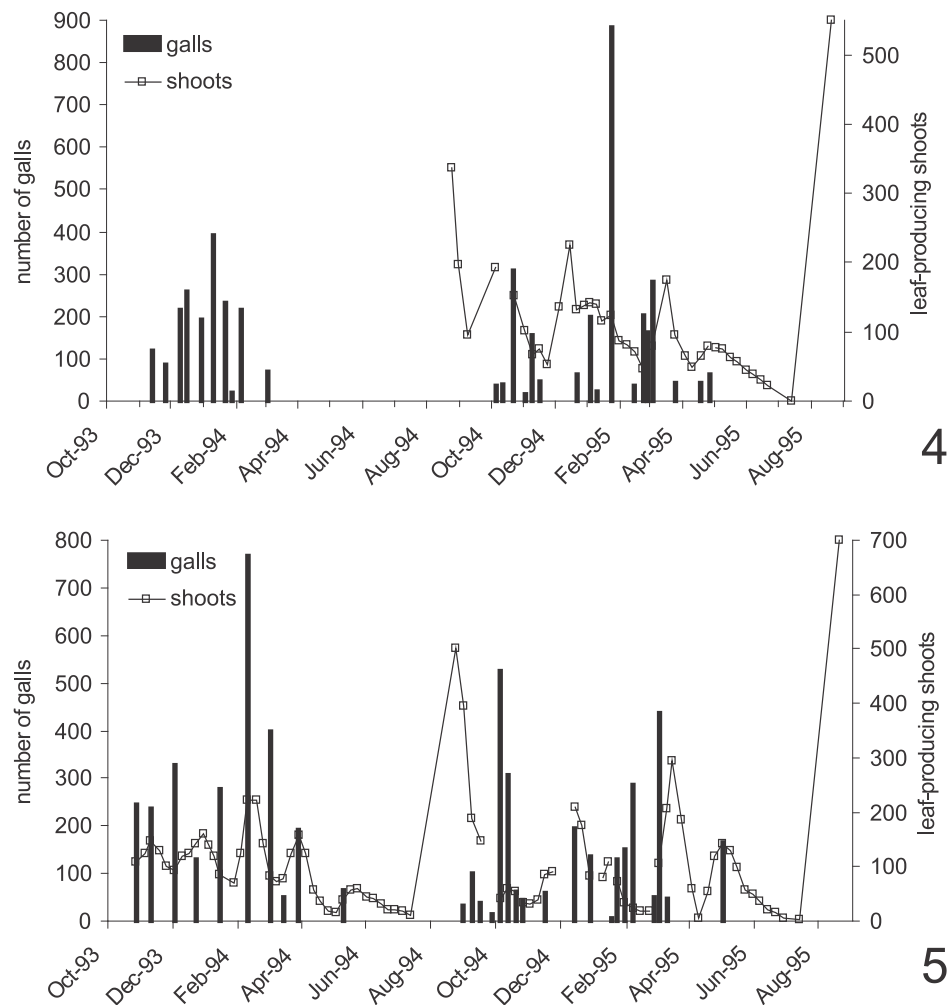 900
800
700
600
500
400
300
200
100
0
number of galls
galls
shoots
500
400
300
200
100
0
leaf-producing shoots
Oct-93
Dec-93
Feb-94
Apr-94
Jun-94
Aug-94
Oct-94
Dec-94
Feb-95
Apr-95
Jun-95
Aug-95
4
800
700
600
500
400
300
200
100
0
number of galls
galls
shoots
700
600
500
400
300
200
100
0
leaf-producing shoots
Oct-93
Dec-93
Feb-94
Apr-94
Jun-94
Aug-94
Oct-94
Dec-94
Feb-95
Apr-95
Jun-95
Aug-95
5